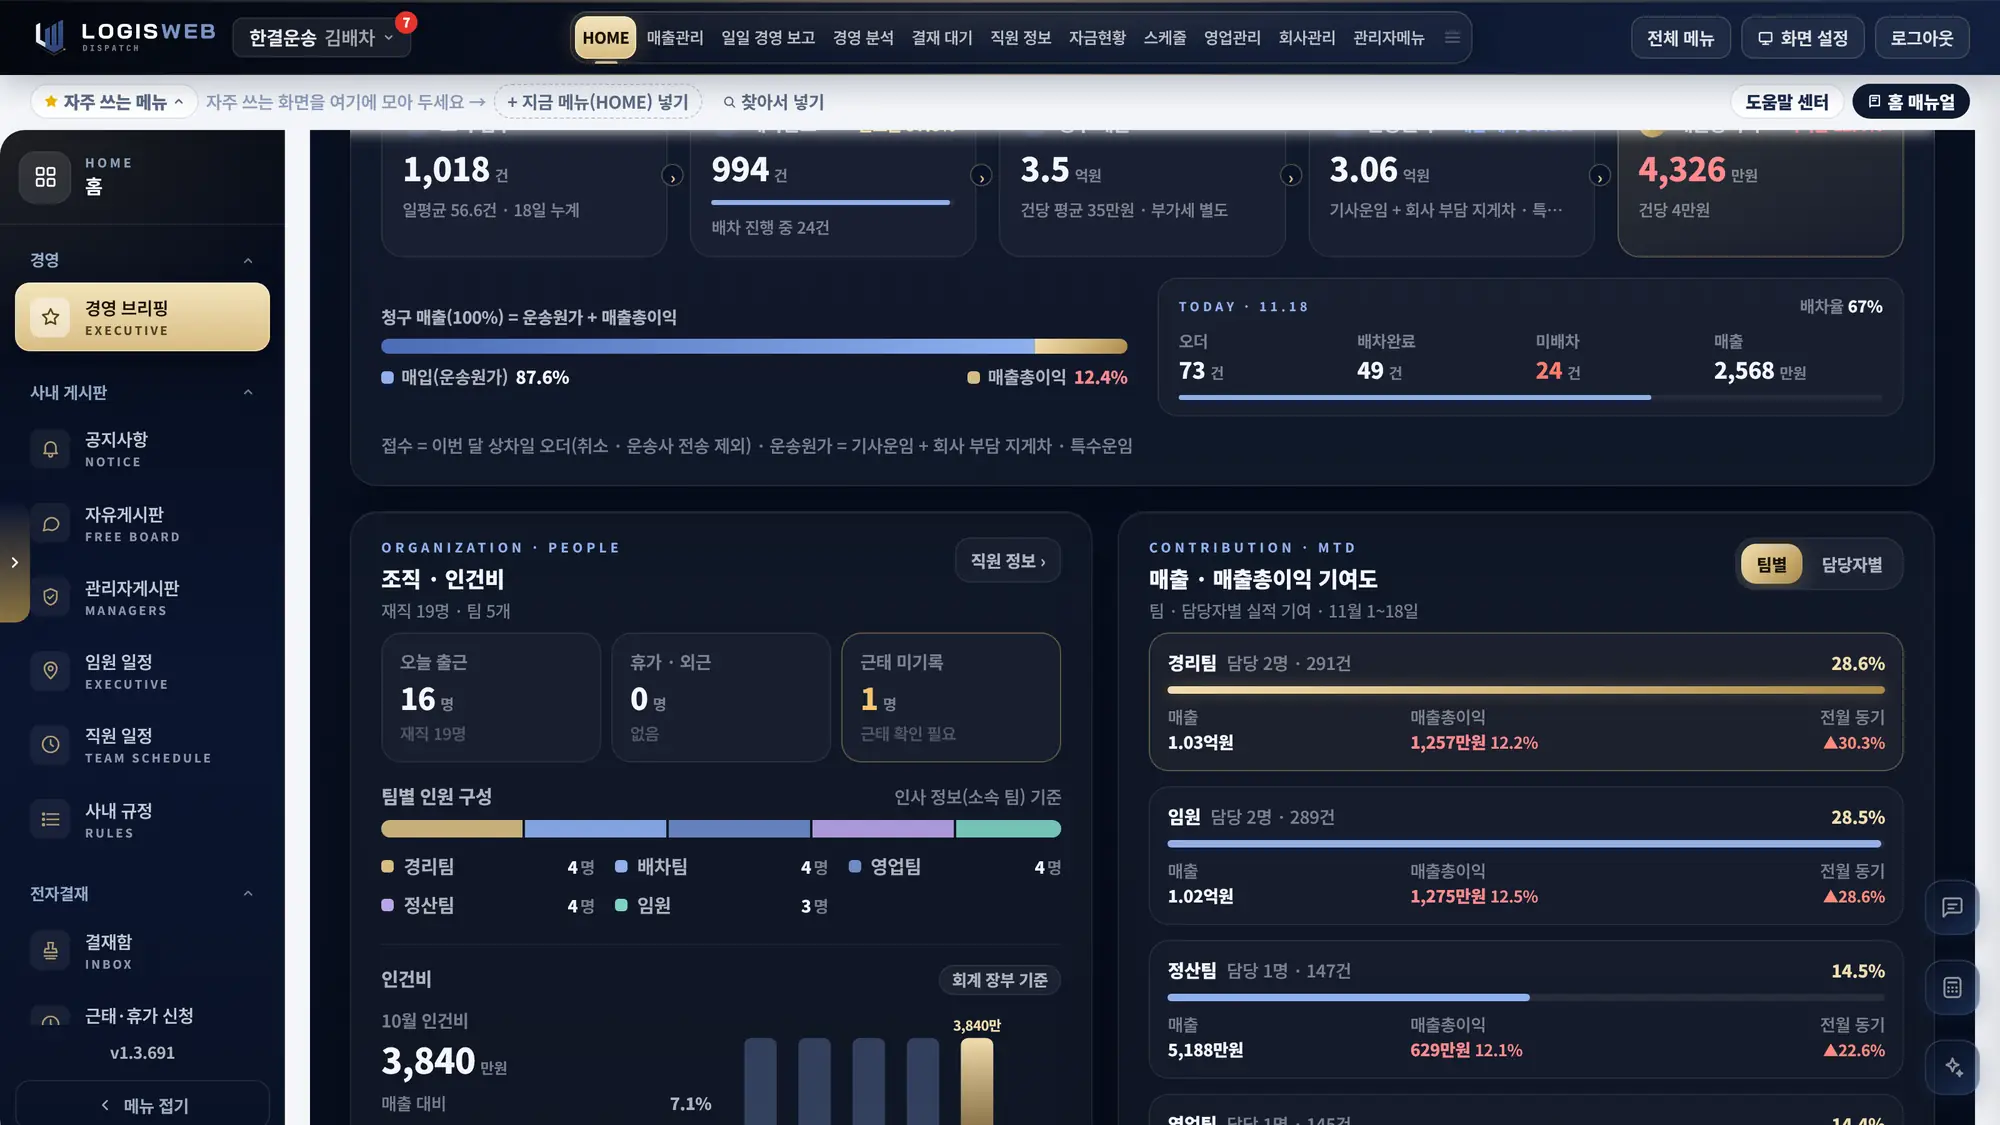 LOGISWEB
DISPATCH
한결운송 김배차
7
HOME 매출관리 일일 경영 보고 경영 분석 결재 대기 직원 정보 자금현황 스케줄 영업관리 회사관리 관리자메뉴
전체 메뉴
화면 설정
로그아웃
자주 쓰는 메뉴
자주 쓰는 화면을 여기에 모아 두세요 →
+ 지금 메뉴(HOME) 넣기
찾아서 넣기
도움말 센터
홈 매뉴얼
HOME
홈
경영
경영 브리핑
EXECUTIVE
사내 게시판
공지사항
NOTICE
자유게시판
FREE BOARD
관리자게시판
MANAGERS
임원 일정
EXECUTIVE
직원 일정
TEAM SCHEDULE
사내 규정
RULES
전자결재
결재함
INBOX
근태·휴가 신청
v1.3.691
메뉴 접기
1,018 건
일평균 56.6건 · 18일 누계
994 건
배차 진행 중 24건
3.5 억원
건당 평균 35만원 · 부가세 별도
3.06 억원
기사운임 + 회사 부담 지게차 · 특…
4,326 만원
건당 4만원
청구 매출(100%) = 운송원가 + 매출총이익
매입(운송원가) 87.6%
매출총이익 12.4%
TODAY · 11.18
배차율 67%
오더
73 건
배차완료
49 건
미배차
24 건
매출
2,568 만원
접수 = 이번 달 상차일 오더(취소 · 운송사 전송 제외) · 운송원가 = 기사운임 + 회사 부담 지게차 · 특수운임
ORGANIZATION · PEOPLE
조직 · 인건비
재직 19명 · 팀 5개
직원 정보 ›
오늘 출근
16 명
재직 19명
휴가 · 외근
0 명
없음
근태 미기록
1 명
근태 확인 필요
팀별 인원 구성
인사 정보(소속 팀) 기준
경리팀 4명
배차팀 4명
영업팀 4명
정산팀 4명
임원 3명
인건비
회계 장부 기준
10월 인건비
3,840 만원
매출 대비 7.1%
3,840만
CONTRIBUTION · MTD
매출 · 매출총이익 기여도
팀 · 담당자별 실적 기여 · 11월 1~18일
팀별
담당자별
경리팀 담당 2명 · 291건 28.6%
매출 매출총이익 전월 동기
1.03억원 1,257만원 12.2% ▲30.3%
임원 담당 2명 · 289건 28.5%
매출 매출총이익 전월 동기
1.02억원 1,275만원 12.5% ▲28.6%
정산팀 담당 1명 · 147건 14.5%
매출 매출총이익 전월 동기
5,188만원 629만원 12.1% ▲22.6%
영업팀 담당 1명 · 145건 14.4%